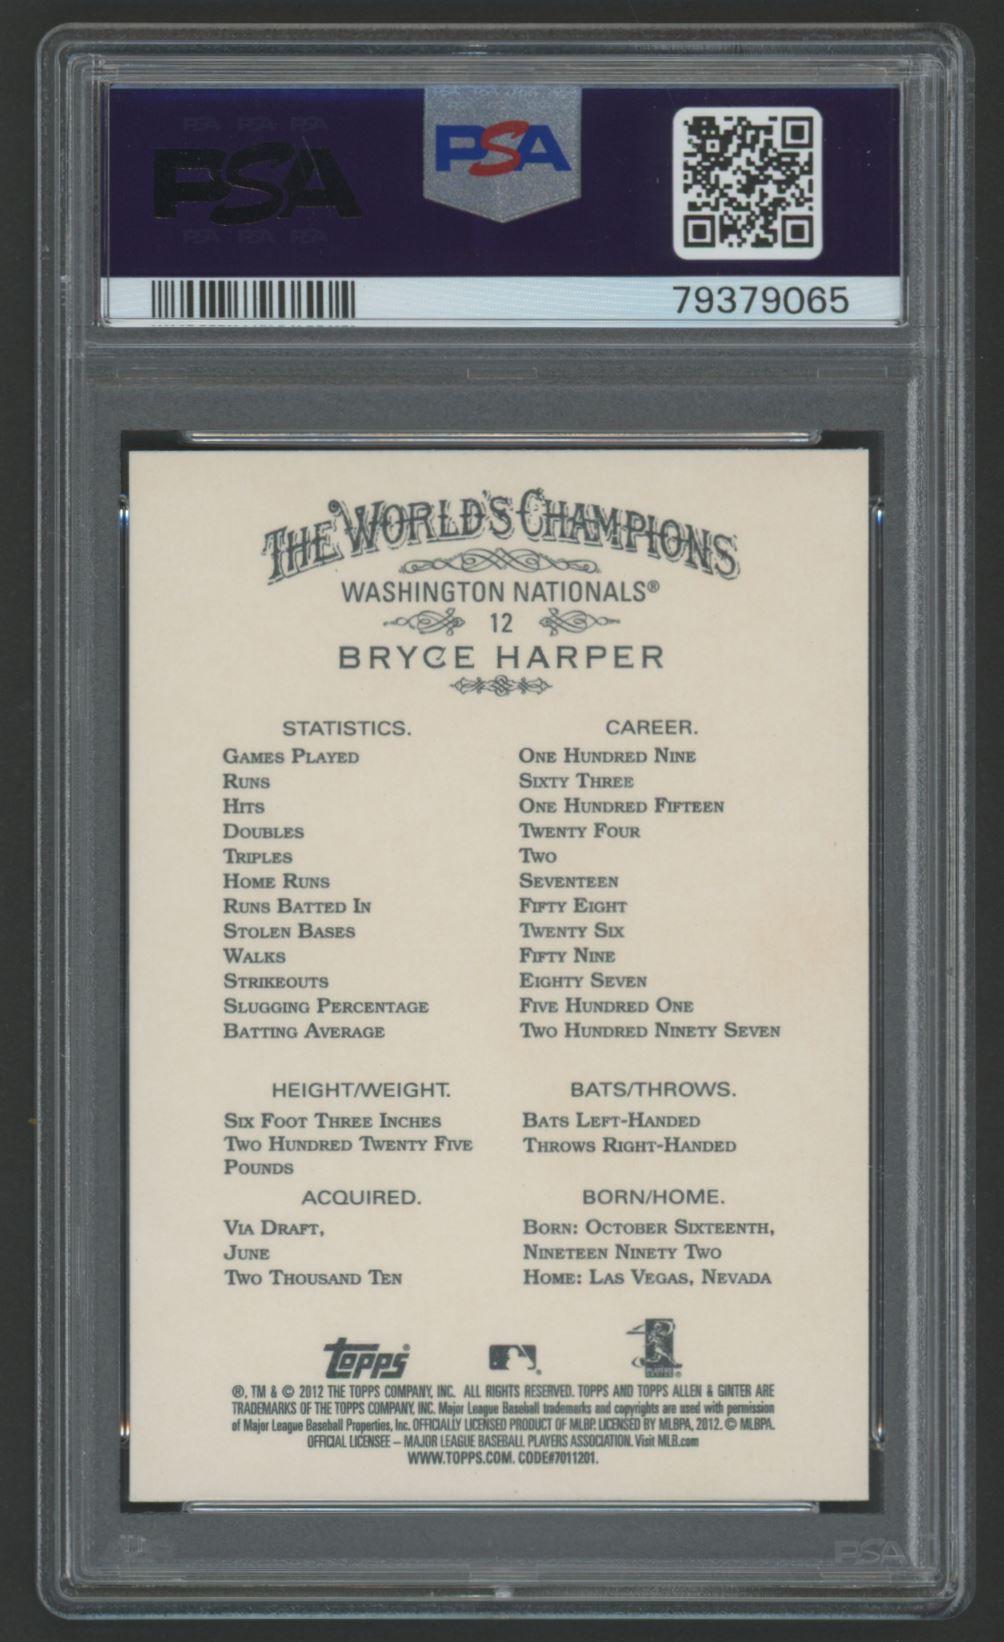 PSA PSA PSA
PSA
PSA PSA PSA
PSA
79379065
THE WORLD'S CHAMPIONS
WASHINGTON NATIONALS®
12
BRYCE HARPER
STATISTICS. CAREER.
GAMES PLAYED ONE HUNDRED NINE
RUNS SIXTY THREE
HITS ONE HUNDRED FIFTEEN
DOUBLES TWENTY FOUR
TRIPLES TWO
HOME RUNS SEVENTEEN
RUNS BATTED IN FIFTY EIGHT
STOLEN BASES TWENTY SIX
WALKS FIFTY NINE
STRIKEOUTS EIGHTY SEVEN
SLUGGING PERCENTAGE FIVE HUNDRED ONE
BATTING AVERAGE TWO HUNDRED NINETY SEVEN
HEIGHT/WEIGHT.
SIX FOOT THREE INCHES
TWO HUNDRED TWENTY FIVE
POUNDS
BATS/THROWS.
BATS LEFT-HANDED
THROWS RIGHT-HANDED
ACQUIRED.
VIA DRAFT,
JUNE
TWO THOUSAND TEN
BORN/HOME.
BORN: OCTOBER SIXTEENTH,
NINETEEN NINETY TWO
HOME: LAS VEGAS, NEVADA
Topps®
®, TM & © 2012 THE TOPPS COMPANY, INC. ALL RIGHTS RESERVED. TOPPS AND TOPPS ALLEN & GINTER ARE
TRADEMARKS OF THE TOPPS COMPANY, INC. Major League Baseball trademarks and copyrights are used with permission
of Major League Baseball Properties, Inc. OFFICIALLY LICENSED PRODUCT OF MLBP. LICENSED BY MLBPA, 2012. © MLBPA.
OFFICIAL LICENSEE – MAJOR LEAGUE BASEBALL PLAYERS ASSOCIATION. Visit MLB.com
WWW.TOPPS.COM. CODE#7011201.
PSA